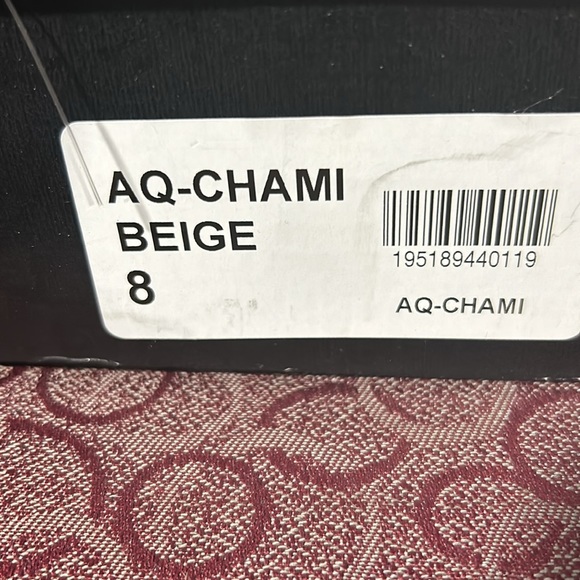 AQ-CHAMI
BEIGE
8
195189440119
AQ-CHAMI